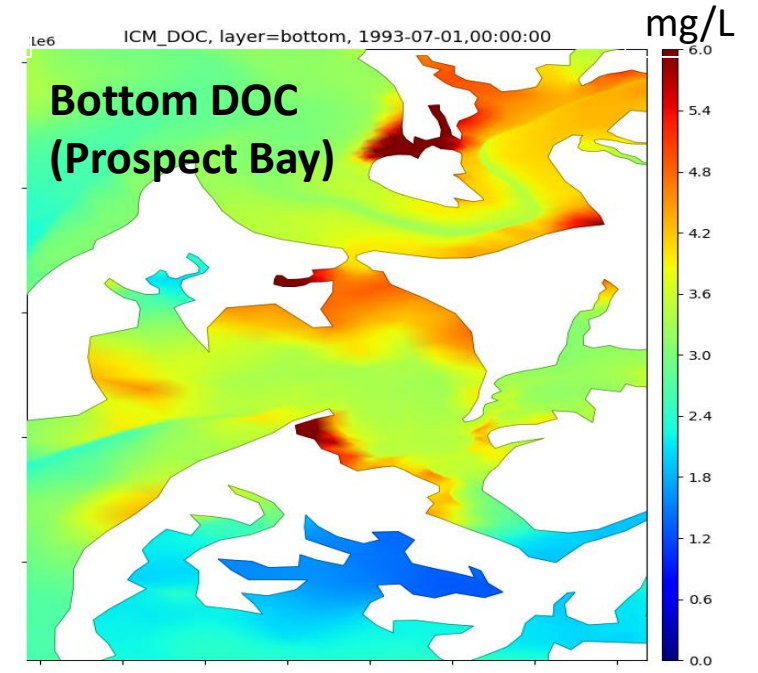 mg/L
1e6
ICM_DOC, layer=bottom, 1993-07-01,00:00:00
Bottom DOC
(Prospect Bay)
6.0
5.4
4.8
4.2
3.6
3.0
2.4
1.8
1.2
0.6
0.0